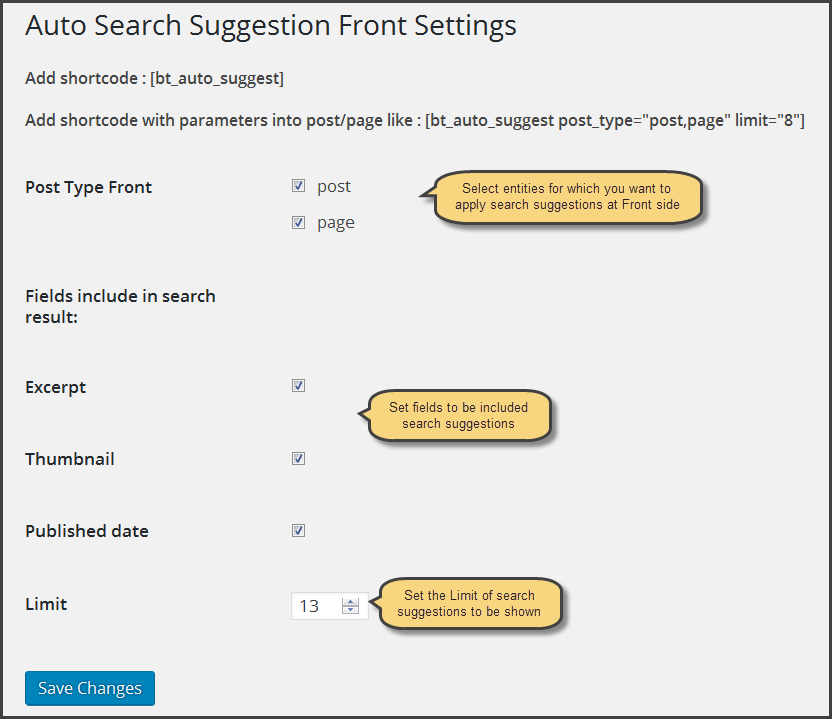 Auto Search Suggestion Front Settings
Add shortcode : [bt_auto_suggest]
Add shortcode with parameters into post/page like : [bt_auto_suggest post_type="post,page" limit="8"]
Post Type Front
post
page
Select entities for which you want to
apply search suggestions at Front side
Fields include in search
result:
Excerpt
Set fields to be included
search suggestions
Thumbnail
Published date
Limit
13
Set the Limit of search
suggestions to be shown
Save Changes